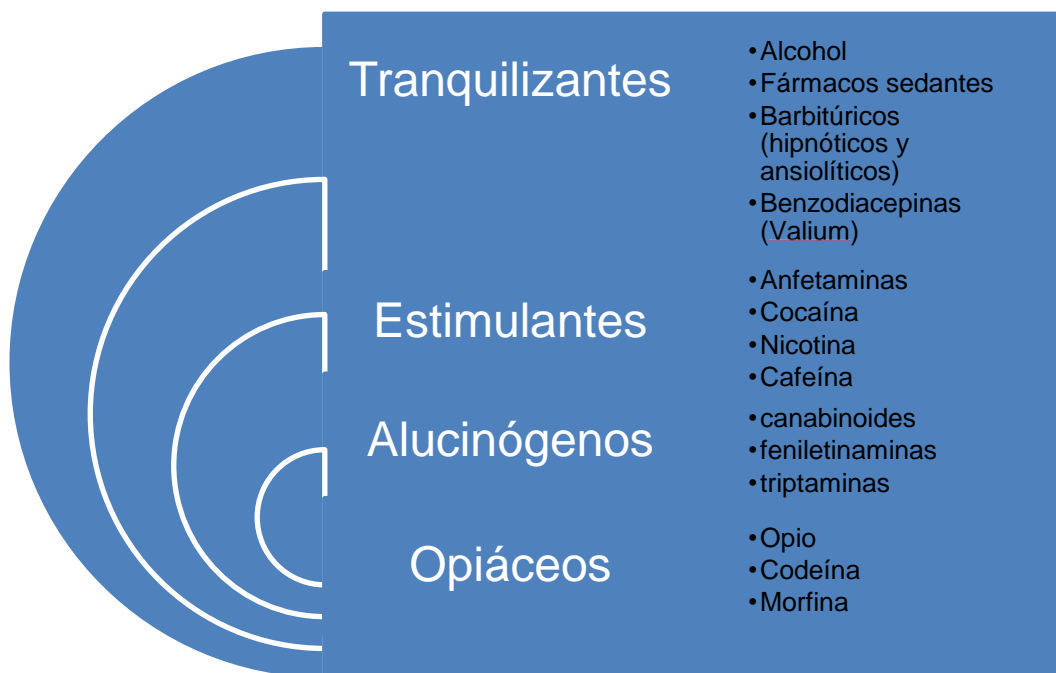 Tranquilizantes
•Alcohol
•Fármacos sedantes
•Barbitúricos
(hipnóticos y
ansiolíticos)
•Benzodiacepinas
(Valium)
Estimulantes
•Anfetaminas
•Cocaína
•Nicotina
•Cafeína
Alucinógenos
•canabinoides
•feniletinaminas
•triptaminas
Opiáceos
•Opio
•Codeína
•Morfina